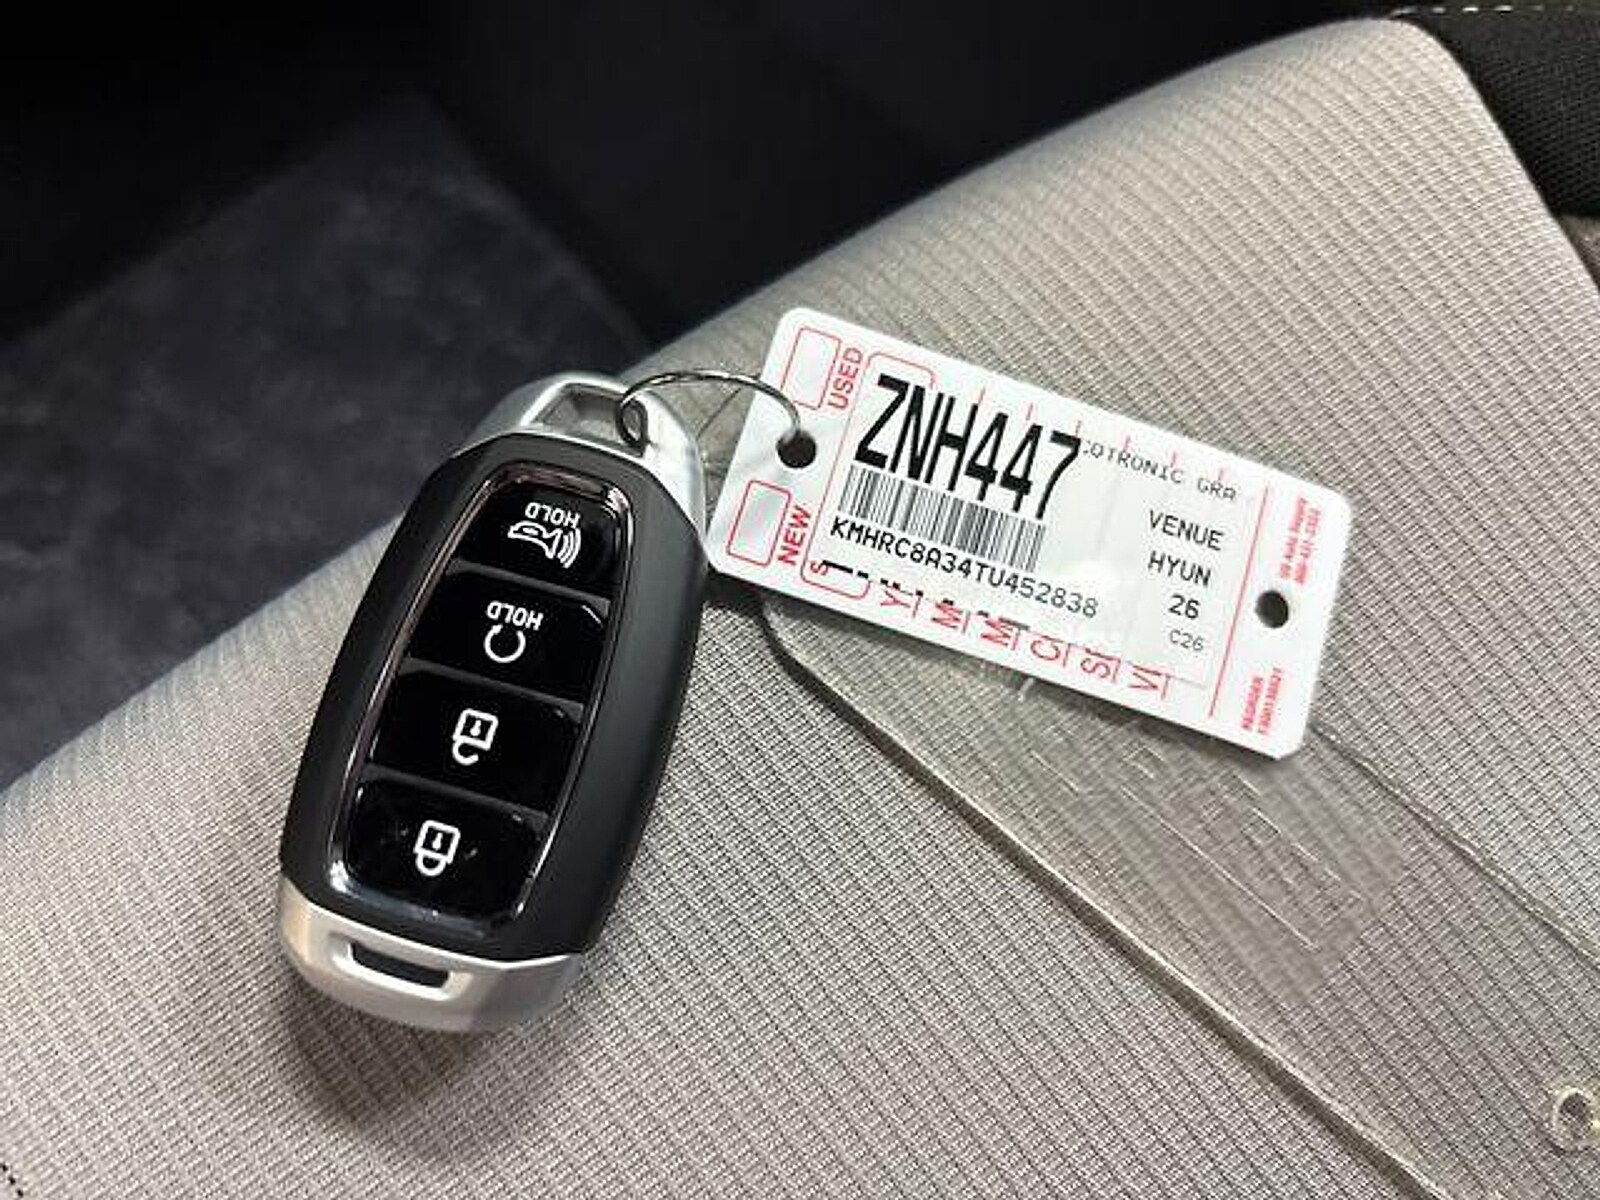 USED
NEW
ZNH447
KMHRC8A34TU452838
OTRONIC GRA
VENUE
HYUN
26
C26
HOLD
HOLD